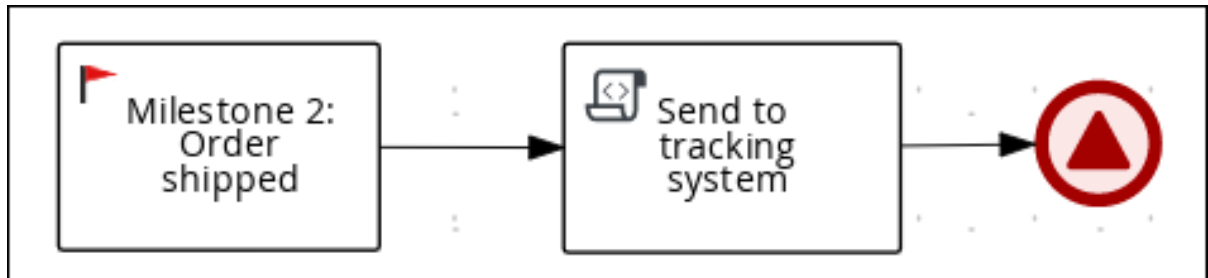 Milestone 2:
Order
shipped
Send to
tracking
system